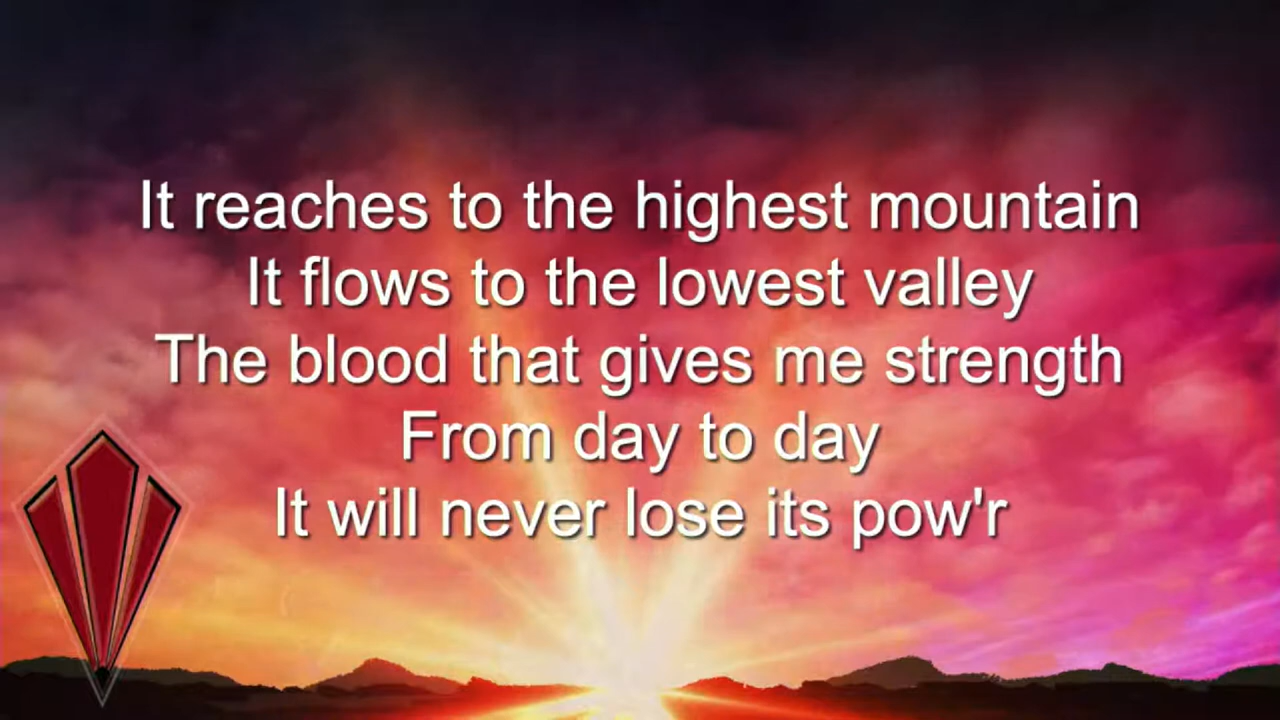 It reaches to the highest mountain
It flows to the lowest valley
The blood that gives me strength
From day to day
It will never lose its pow'r